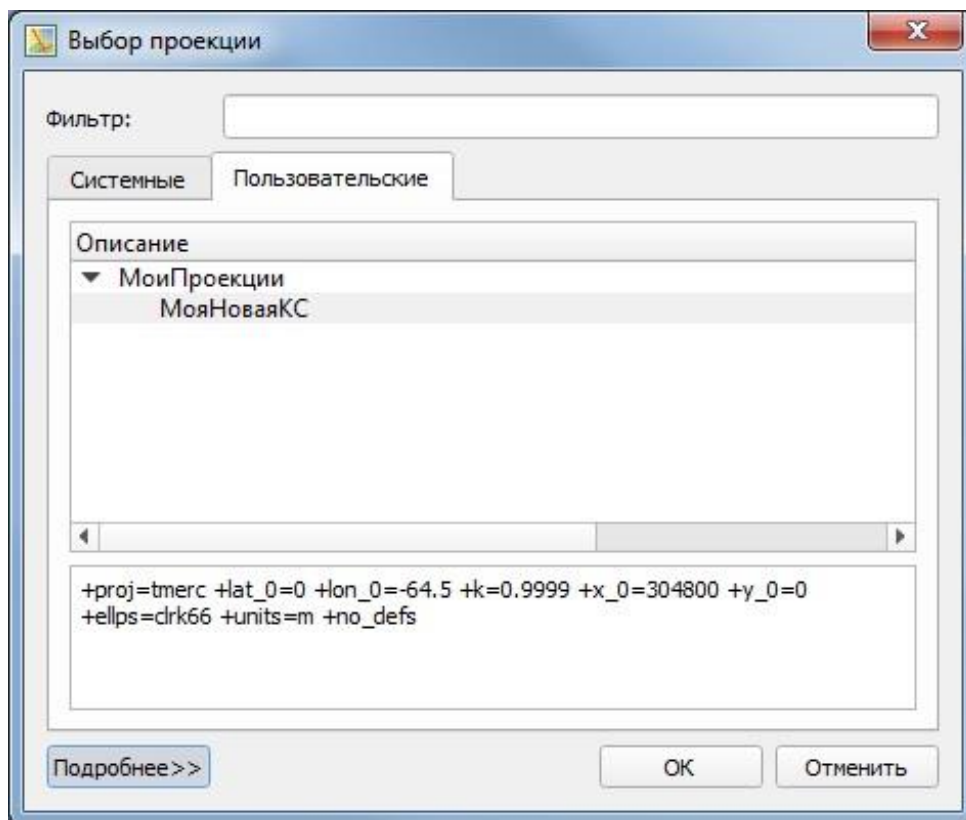 Выбор проекции
Фильтр:
Системные Пользовательские
Описание
МоиПроекции
МояНоваяКС
+proj=tmerc +lat_0=0 +lon_0=-64.5 +k=0.9999 +x_0=304800 +y_0=0
+ellps=clrk66 +units=m +no_defs
Подробнее>> OK Отменить